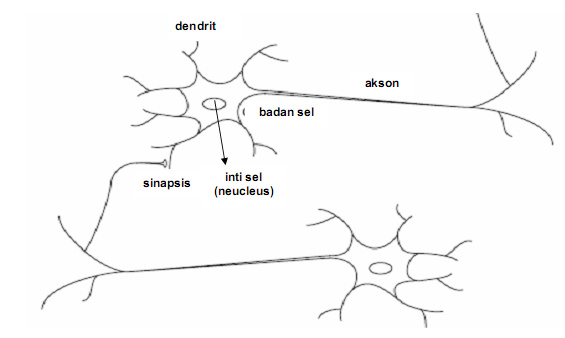 dendrit
akson
badan sel
sinapsis
inti sel
(neucleus)